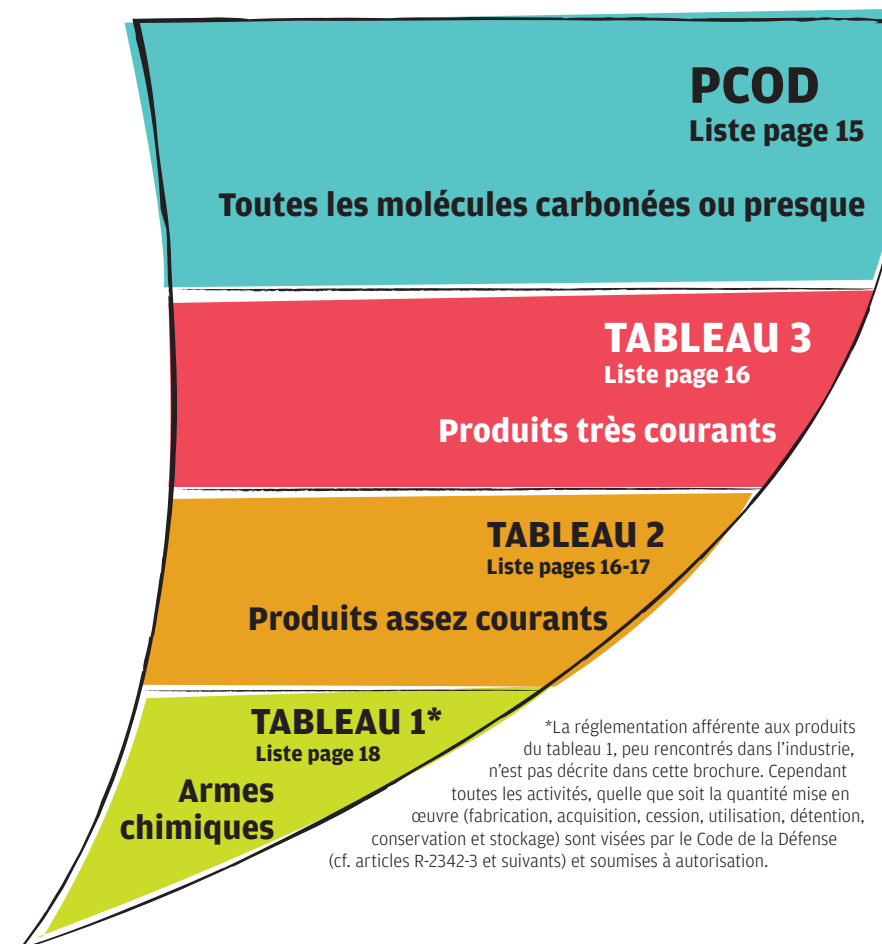 PCOD
Liste page 15
Toutes les molécules carbonées ou presque
TABLEAU 3
Liste page 16
Produits très courants
TABLEAU 2
Liste pages 16-17
Produits assez courants
TABLEAU 1*
Liste page 18
Armes
chimiques
*La réglementation afférente aux produits
du tableau 1, peu rencontrés dans l’industrie,
n’est pas décrite dans cette brochure. Cependant
toutes les activités, quelle que soit la quantité mise en
œuvre (fabrication, acquisition, cession, utilisation, détention,
conservation et stockage) sont visées par le Code de la Défense
(cf. articles R-2342-3 et suivants) et soumises à autorisation.